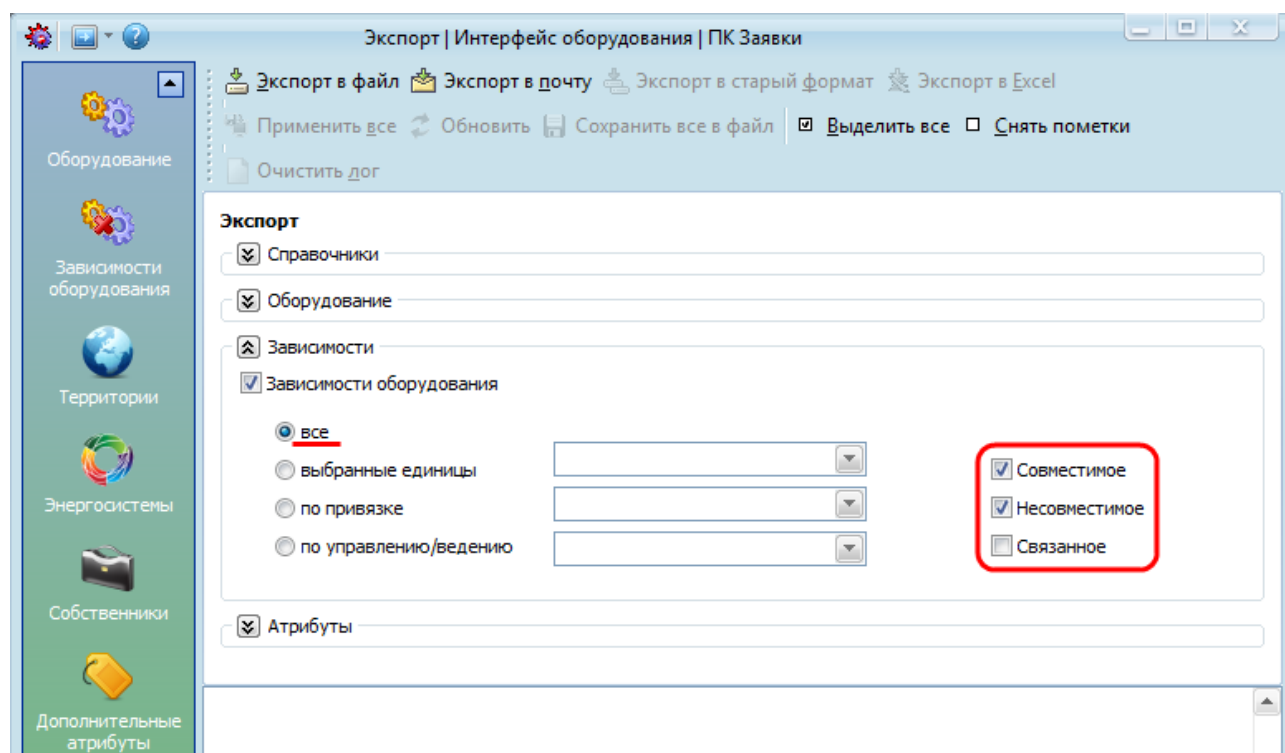 Экспорт | Интерфейс оборудования | ПК Заявки
Экспорт в файл Экспорт в почту Экспорт в старый формат Экспорт в Excel
Применить все Обновить Сохранить все в файл Выделить все Снять пометки
Очистить лог
Оборудование
Зависимости
оборудования
Территории
Энергосистемы
Собственники
Дополнительные
атрибуты
Экспорт
Справочники
Оборудование
Зависимости
Зависимости оборудования
все
выбранные единицы
Совместимое
по привязке
Несовместимое
по управлению/ведению
Связанное
Атрибуты